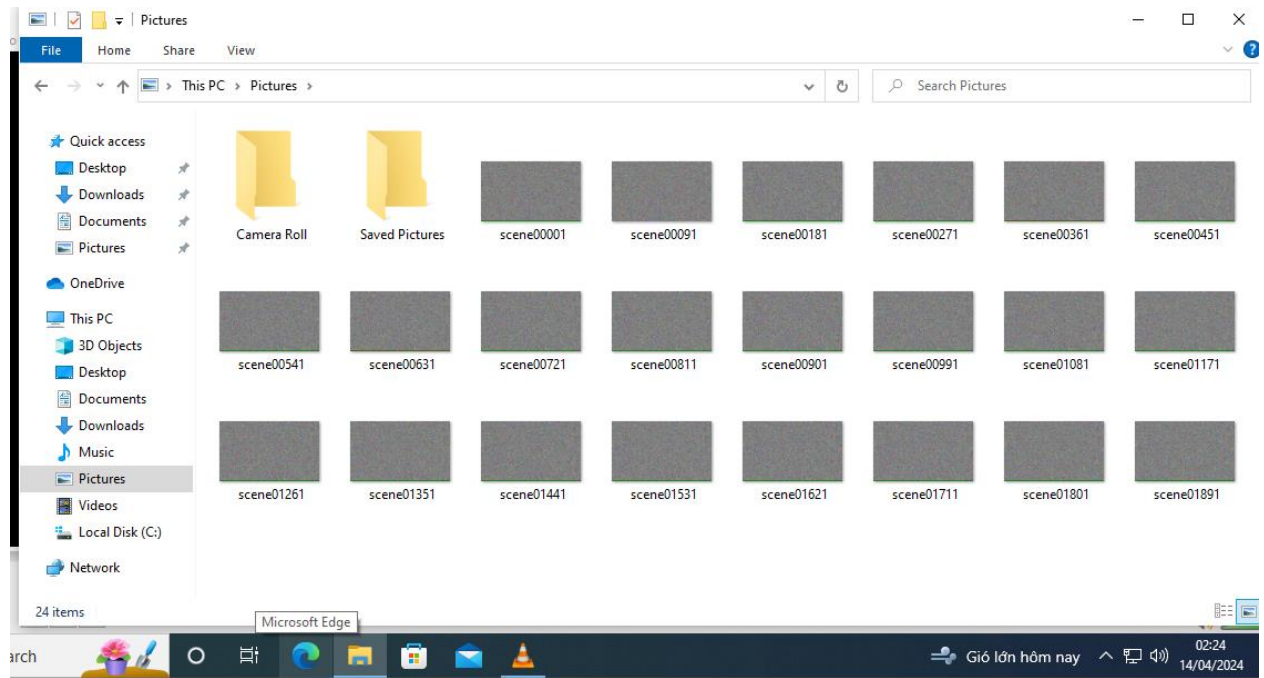 Pictures
File Home Share View
This PC Pictures
Search Pictures
Quick access
Desktop
Downloads
Documents
Pictures
OneDrive
This PC
3D Objects
Desktop
Documents
Downloads
Music
Pictures
Videos
Local Disk (C:)
Network
Camera Roll Saved Pictures scene00001 scene00091 scene00181 scene00271 scene00361 scene00451
scene00541 scene00631 scene00721 scene00811 scene00901 scene00991 scene01081 scene01171
scene01261 scene01351 scene01441 scene01531 scene01621 scene01711 scene01801 scene01891
24 items
Microsoft Edge
arch
Gió lớn hôm nay
02:24
14/04/2024